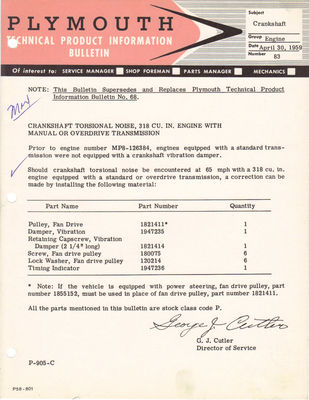 PLYMOUTH
TECHNICAL PRODUCT INFORMATION
BULLETIN
Subject
Crankshaft
Group Engine
Date April 30, 1959
Number 83
Of interest to: SERVICE MANAGER SHOP FOREMAN PARTS MANAGER MECHANICS
NOTE: This Bulletin Supersedes and Replaces Plymouth Technical Product
Information Bulletin No. 68.
CRANKSHAFT TORSIONAL NOISE, 318 CU. IN. ENGINE WITH
MANUAL OR OVERDRIVE TRANSMISSION
Prior to engine number MP8-126384, engines equipped with a standard trans-
mission were not equipped with a crankshaft vibration damper.
Should crankshaft torsional noise be encountered at 65 mph with a 318 cu. in.
engine equipped with a standard or overdrive transmission, a correction can be
made by installing the following material:
Part Name Part Number Quantity
Pulley, Fan Drive 1821411* 1
Damper, Vibration 1947235 1
Retaining Capscrew, Vibration
Damper (2 1/4" long) 1821414 1
Screw, Fan drive pulley 180075 6
Lock Washer, Fan drive pulley 120214 6
Timing Indicator 1947236 1
* Note: If the vehicle is equipped with power steering, fan drive pulley, part
number 1855152, must be used in place of fan drive pulley, part number 1821411.
All the parts mentioned in this bulletin are stock class code P.
George J. Cutler
G. J. Cutler
Director of Service
P-905-C
P58-801